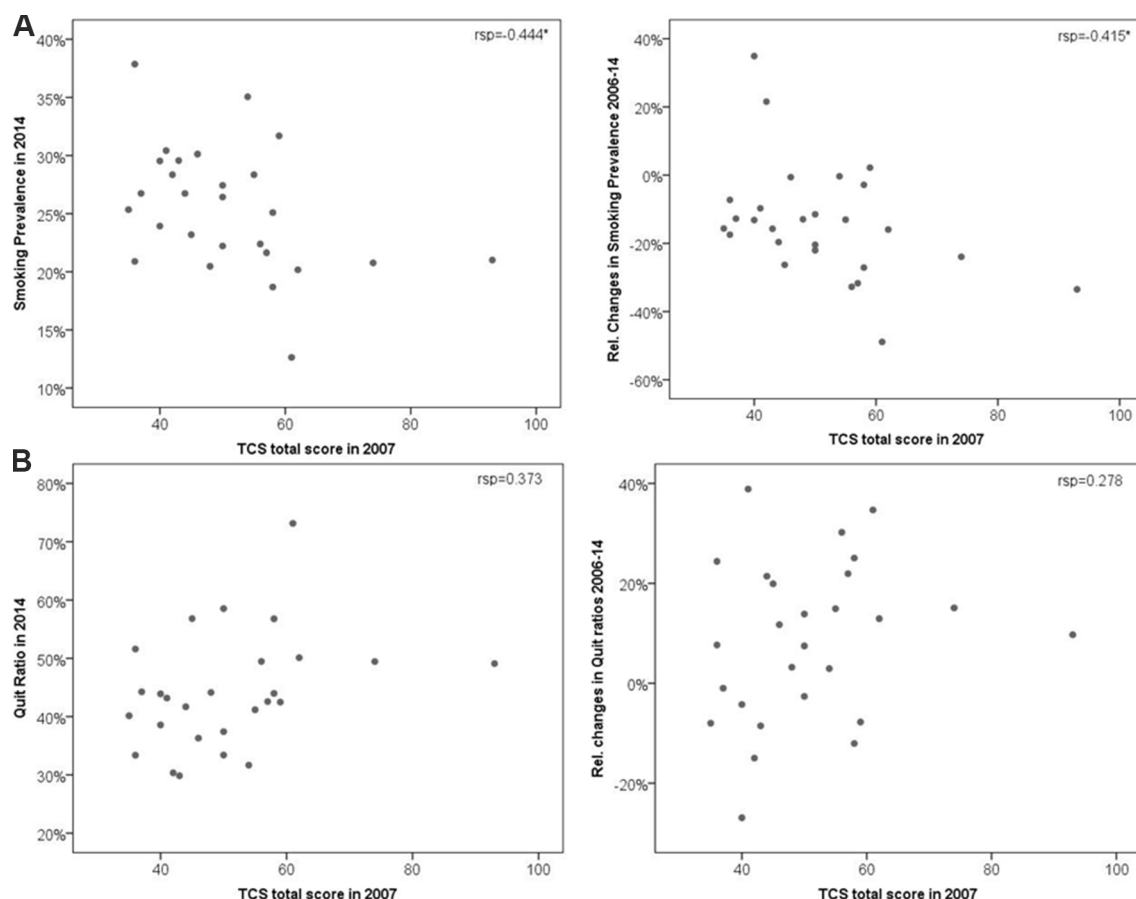 A
rsp=-0.444*
Smoking Prevalence in 2014
40%
35%
30%
25%
20%
15%
10%
40 60 80 100
TCS total score in 2007
rsp=-0.415*
Rel. Changes in Smoking Prevalence 2006-14
40%
20%
0%
-20%
-40%
-60%
40 60 80 100
TCS total score in 2007
B
rsp=0.373
Quit Ratio in 2014
80%
70%
60%
50%
40%
30%
20%
40 60 80 100
TCS total score in 2007
rsp=0.278
Rel. changes in Quit ratios 2006-14
40%
20%
0%
-20%
40 60 80 100
TCS total score in 2007